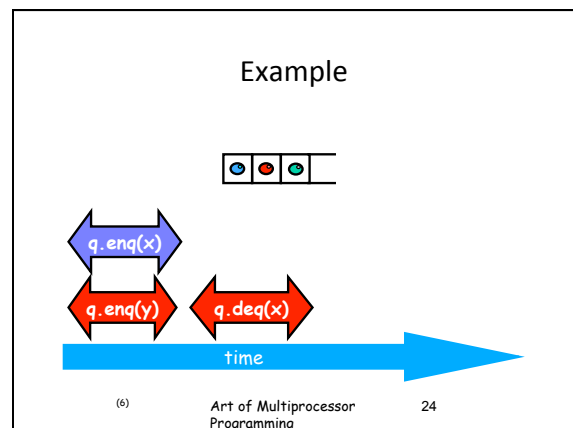 Example
q.enq(x)
q.enq(y) q.deq(x)
time
(6) Art of Multiprocessor 24
Programming